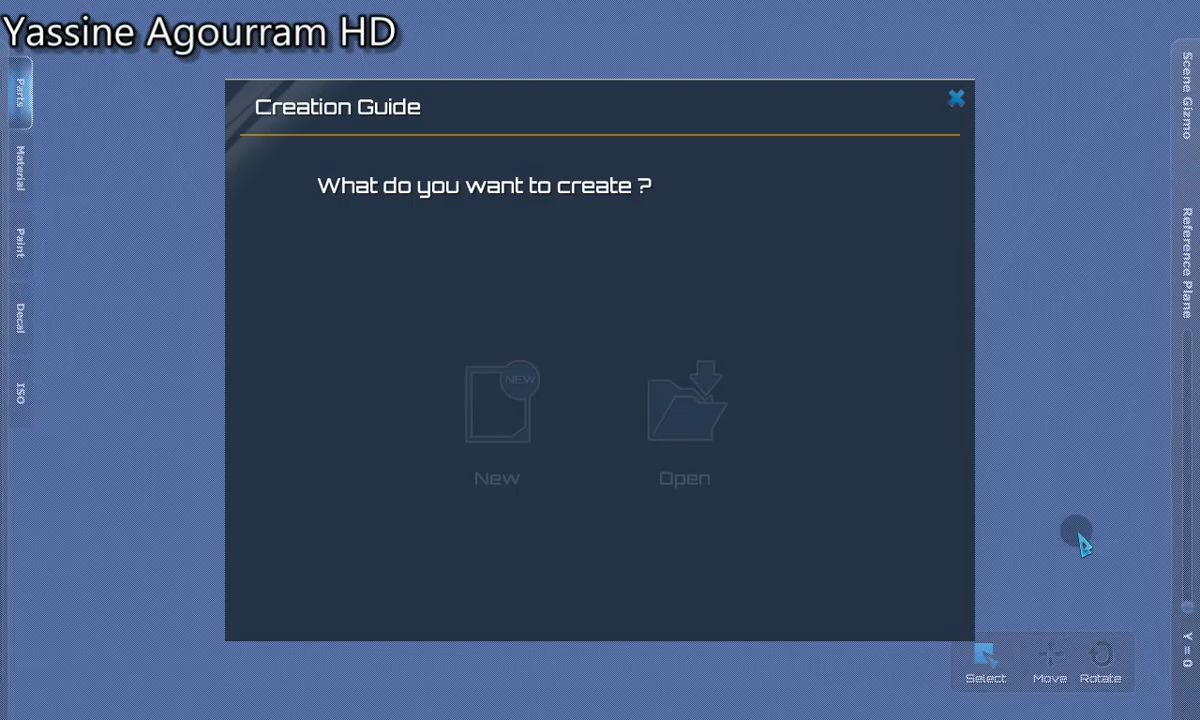 Yassine Agourram HD
Creation Guide
What do you want to create ?
NEW
New
Open
Parts
Material
Paint
Decal
ISO
Scene Gizmo
Reference Plane
Y = 0
Select
Move
Rotate